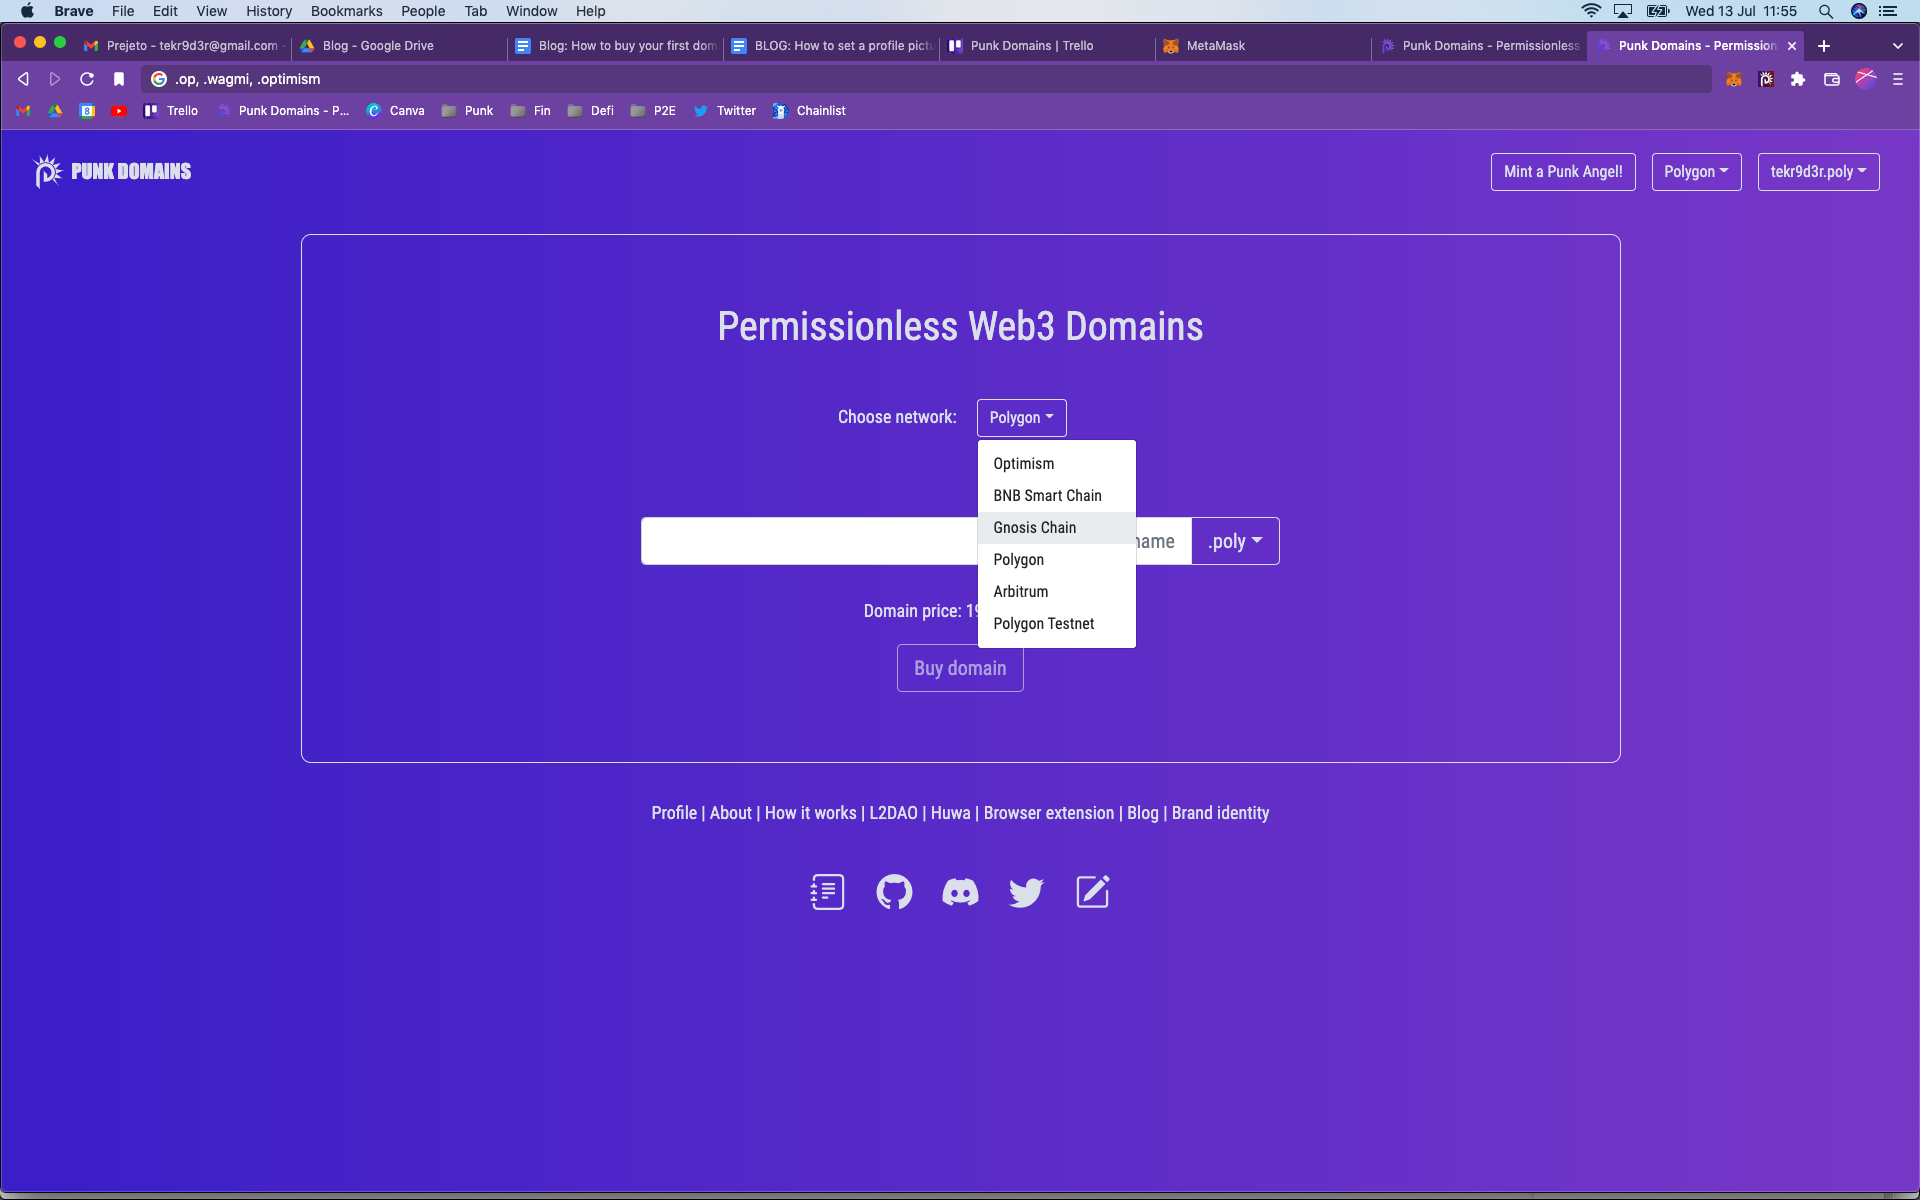 Brave File Edit View History Bookmarks People Tab Window Help Wed 13 Jul 11:55
Prejeto - tekr9d3r@gmail.com - Blog - Google Drive Blog: How to buy your first dom BLOG: How to set a profile pictu Punk Domains | Trello MetaMask Punk Domains - Permissionless Punk Domains - Permission
.op, .wagmi, .optimism
8 Trello Punk Domains - P... Canva Punk Fin Defi P2E Twitter Chainlist
PUNK DOMAINS
Mint a Punk Angel! Polygon tekr9d3r.poly
Permissionless Web3 Domains
Choose network: Polygon
Optimism
BNB Smart Chain
Gnosis Chain
name .poly
Polygon
Arbitrum
Domain price: 19
Polygon Testnet
Buy domain
Profile | About | How it works | L2DAO | Huwa | Browser extension | Blog | Brand identity